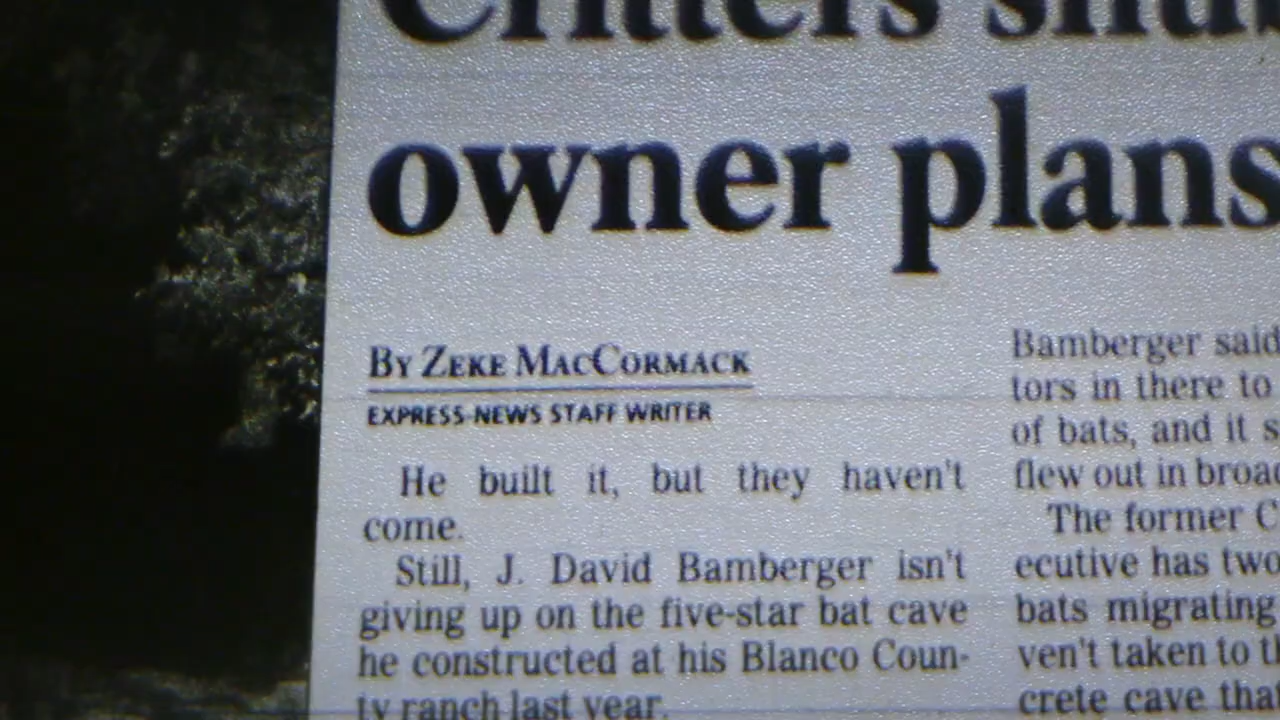 Critters snub
owner plans
BY ZEKE MACCORMACK
EXPRESS-NEWS STAFF WRITER
He built it, but they haven't
come.
Still, J. David Bamberger isn't
giving up on the five-star bat cave
he constructed at his Blanco Coun-
ty ranch last year.
Bamberger said
tors in there to
of bats, and it s
flew out in broad
The former C
ecutive has two
bats migrating
ven't taken to th
crete cave that